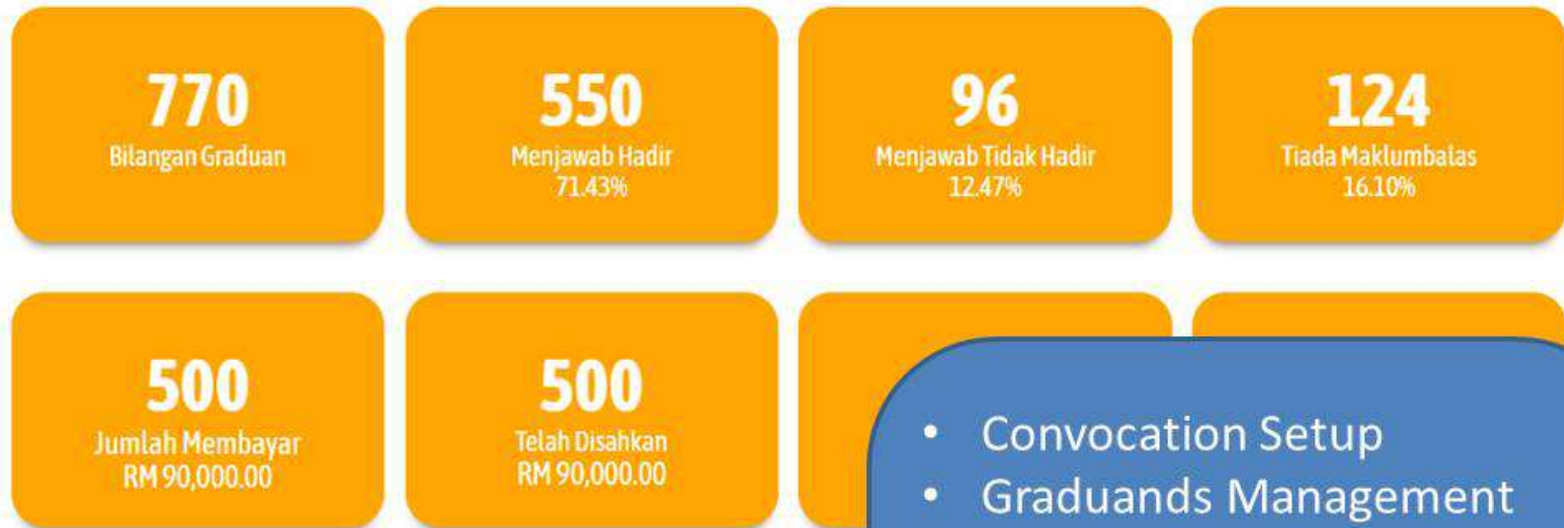 770
Bilangan Graduan
550
Menjawab Hadir
71.43%
96
Menjawab Tidak Hadir
12.47%
124
Tiada Maklumbalas
16.10%
500
Jumlah Membayar
RM 90,000.00
500
Telah Disahkan
RM 90,000.00
• Convocation Setup
• Graduands Management